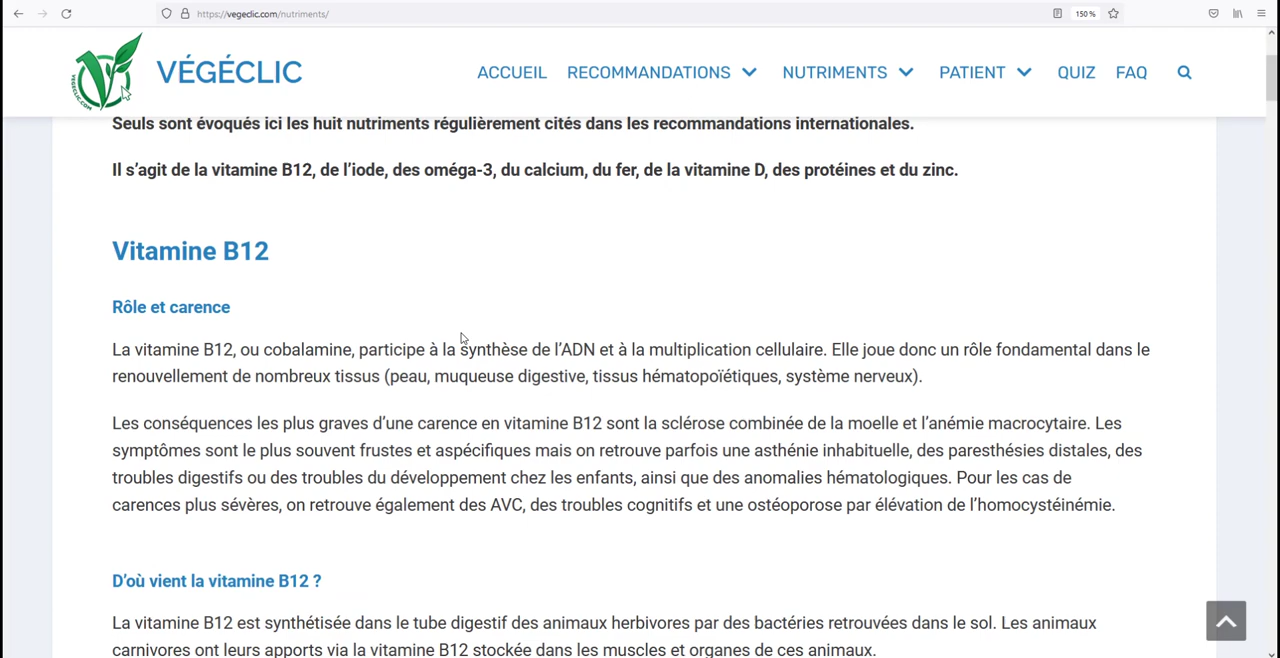 https://vegeclic.com/nutriments/
150 %
VEGECLIC.COM
VÉGÉCLIC
ACCUEIL RECOMMANDATIONS NUTRIMENTS PATIENT QUIZ FAQ
Seuls sont évoqués ici les huit nutriments régulièrement cités dans les recommandations internationales.
Il s’agit de la vitamine B12, de l’iode, des oméga-3, du calcium, du fer, de la vitamine D, des protéines et du zinc.
Vitamine B12
Rôle et carence
La vitamine B12, ou cobalamine, participe à la synthèse de l’ADN et à la multiplication cellulaire. Elle joue donc un rôle fondamental dans le
renouvellement de nombreux tissus (peau, muqueuse digestive, tissus hématopoïétiques, système nerveux).
Les conséquences les plus graves d’une carence en vitamine B12 sont la sclérose combinée de la moelle et l’anémie macrocytaire. Les
symptômes sont le plus souvent frustes et aspécifiques mais on retrouve parfois une asthénie inhabituelle, des paresthésies distales, des
troubles digestifs ou des troubles du développement chez les enfants, ainsi que des anomalies hématologiques. Pour les cas de
carences plus sévères, on retrouve également des AVC, des troubles cognitifs et une ostéoporose par élévation de l’homocystéinémie.
D’où vient la vitamine B12 ?
La vitamine B12 est synthétisée dans le tube digestif des animaux herbivores par des bactéries retrouvées dans le sol. Les animaux
carnivores ont leurs apports via la vitamine B12 stockée dans les muscles et organes de ces animaux.